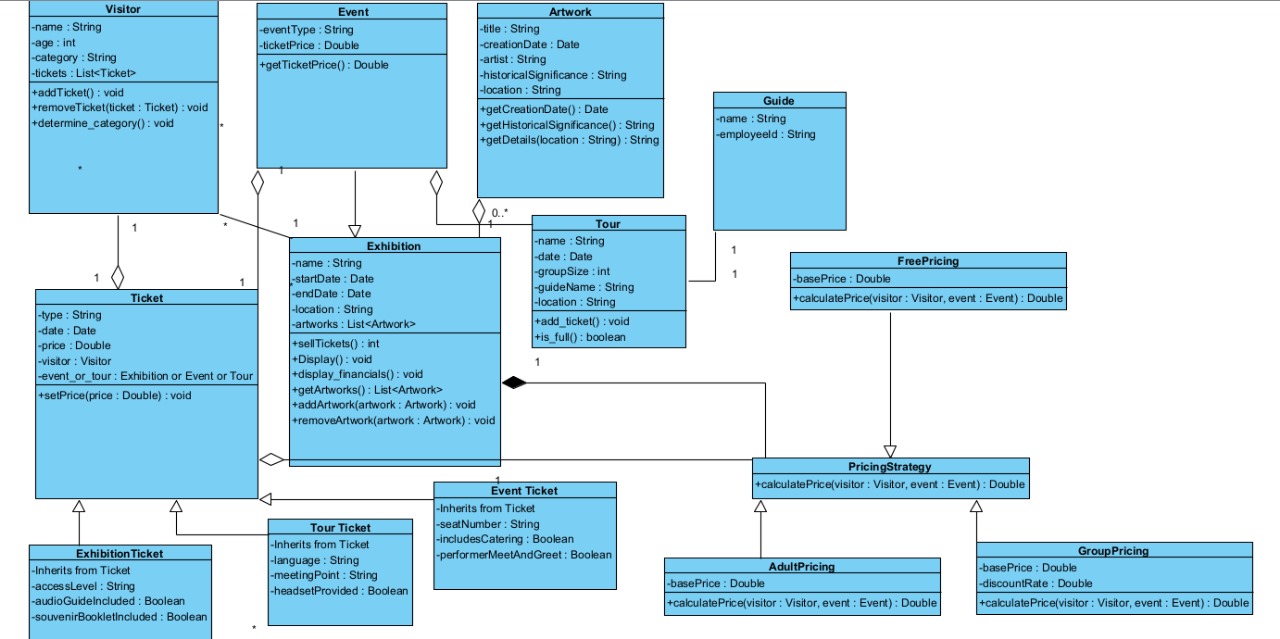 Visitor
-name : String
-age : int
-category : String
-tickets : List<Ticket>
+addTicket() : void
+removeTicket(ticket : Ticket) : void
+determine_category() : void
*
*
Event
-eventType : String
-ticketPrice : Double
+getTicketPrice() : Double
Artwork
-title : String
-creationDate : Date
-artist : String
-historicalSignificance : String
-location : String
+getCreationDate() : Date
+getHistoricalSignificance() : String
+getDetails(location : String) : String
Guide
-name : String
-employeeId : String
1
0..*
1
1
*
1
1
1
1
1
Ticket
-type : String
-date : Date
-price : Double
-visitor : Visitor
-event_or_tour : Exhibition or Event or Tour
+setPrice(price : Double) : void
Exhibition
-name : String
-startDate : Date
-endDate : Date
-location : String
-artworks : List<Artwork>
+sellTickets() : int
+Display() : void
+display_financials() : void
+getArtworks() : List<Artwork>
+addArtwork(artwork : Artwork) : void
+removeArtwork(artwork : Artwork) : void
*
Tour
-name : String
-date : Date
-groupSize : int
-guideName : String
-location : String
+add_ticket() : void
+is_full() : boolean
1
FreePricing
-basePrice : Double
+calculatePrice(visitor : Visitor, event : Event) : Double
PricingStrategy
+calculatePrice(visitor : Visitor, event : Event) : Double
1
Event Ticket
-Inherits from Ticket
-seatNumber : String
-includesCatering : Boolean
-performerMeetAndGreet : Boolean
Tour Ticket
-Inherits from Ticket
-language : String
-meetingPoint : String
-headsetProvided : Boolean
ExhibitionTicket
-Inherits from Ticket
-accessLevel : String
-audioGuideIncluded : Boolean
-souvenirBookletIncluded : Boolean
*
AdultPricing
-basePrice : Double
+calculatePrice(visitor : Visitor, event : Event) : Double
GroupPricing
-basePrice : Double
-discountRate : Double
+calculatePrice(visitor : Visitor, event : Event) : Double